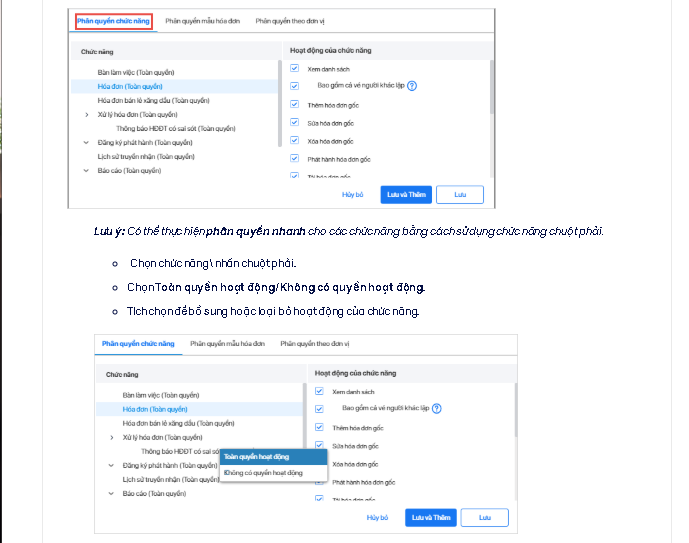 Phân quyền chức năng Phân quyền mẫu hóa đơn Phân quyền theo đơn vị
Chức năng
Hoạt động của chức năng
Bàn làm việc (Toàn quyền)
Hóa đơn (Toàn quyền)
Hóa đơn bán lẻ xăng dầu (Toàn quyền)
Xử lý hóa đơn (Toàn quyền)
Thông báo HĐĐT có sai sót (Toàn quyền)
Đăng ký phát hành (Toàn quyền)
Lịch sử truyền nhận (Toàn quyền)
Báo cáo (Toàn quyền)
Xem danh sách
Bao gồm cả vé người khác lập ?
Thêm hóa đơn gốc
Sửa hóa đơn gốc
Xóa hóa đơn gốc
Phát hành hóa đơn gốc
Tải hóa đơn gốc
Hủy bỏ Lưu và Thêm Lưu
Lưu ý: Có thể thực hiện phân quyền nhanh cho các chức năng bằng cách sử dụng chức năng chuột phải.
Chọn chức năng\ nhấn chuột phải.
Chọn Toàn quyền hoạt động/Không có quyền hoạt động.
Tích chọn để bổ sung hoặc loại bỏ hoạt động của chức năng.
Phân quyền chức năng Phân quyền mẫu hóa đơn Phân quyền theo đơn vị
Chức năng
Hoạt động của chức năng
Bàn làm việc (Toàn quyền)
Hóa đơn (Toàn quyền)
Hóa đơn bán lẻ xăng dầu (Toàn quyền)
Xử lý hóa đơn (Toàn quyền)
Thông báo HĐĐT có sai sót
Đăng ký phát hành (Toàn quyền)
Lịch sử truyền nhận (Toàn quyền)
Báo cáo (Toàn quyền)
Toàn quyền hoạt động
Không có quyền hoạt động
Xem danh sách
Bao gồm cả vé người khác lập ?
Thêm hóa đơn gốc
Sửa hóa đơn gốc
Xóa hóa đơn gốc
Phát hành hóa đơn gốc
Tải hóa đơn gốc
Hủy bỏ Lưu và Thêm Lưu